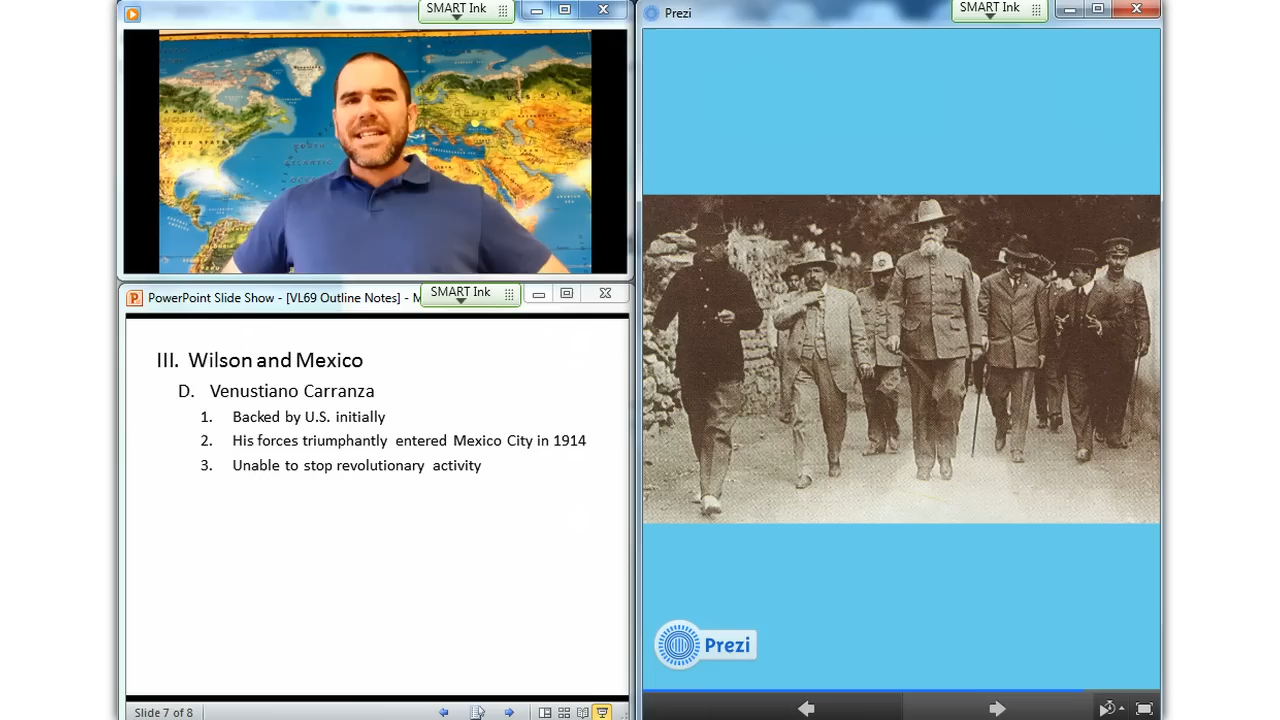 SMART Ink
PowerPoint Slide Show - [VL69 Outline Notes] - M
SMART Ink
III. Wilson and Mexico
D. Venustiano Carranza
1. Backed by U.S. initially
2. His forces triumphantly entered Mexico City in 1914
3. Unable to stop revolutionary activity
Slide 7 of 8
Prezi
SMART Ink
Prezi